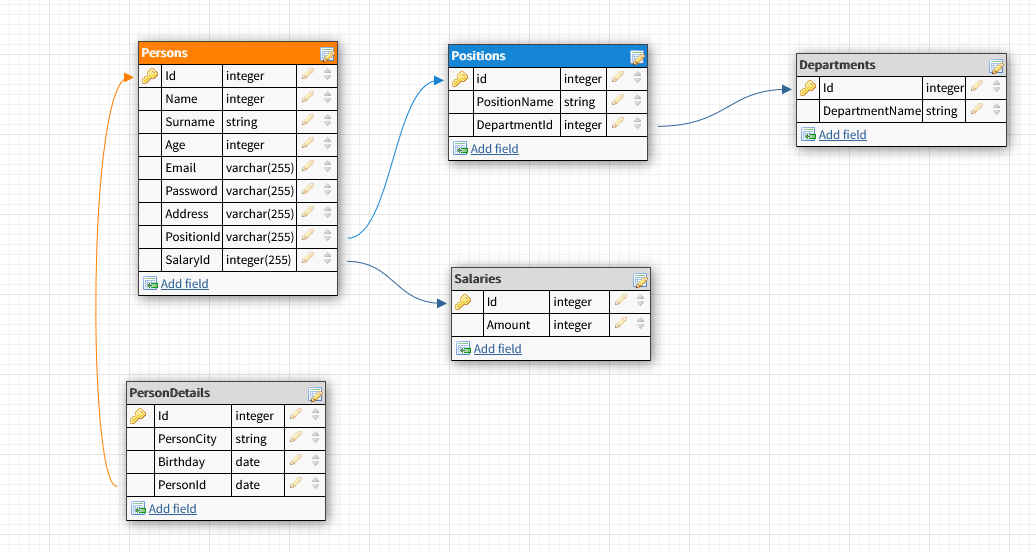 Persons
Id integer
Name integer
Surname string
Age integer
Email varchar(255)
Password varchar(255)
Address varchar(255)
PositionId varchar(255)
SalaryId integer(255)
Add field
Positions
id integer
PositionName string
DepartmentId integer
Add field
Departments
Id integer
DepartmentName string
Add field
Salaries
Id integer
Amount integer
Add field
PersonDetails
Id integer
PersonCity string
Birthday date
PersonId date
Add field